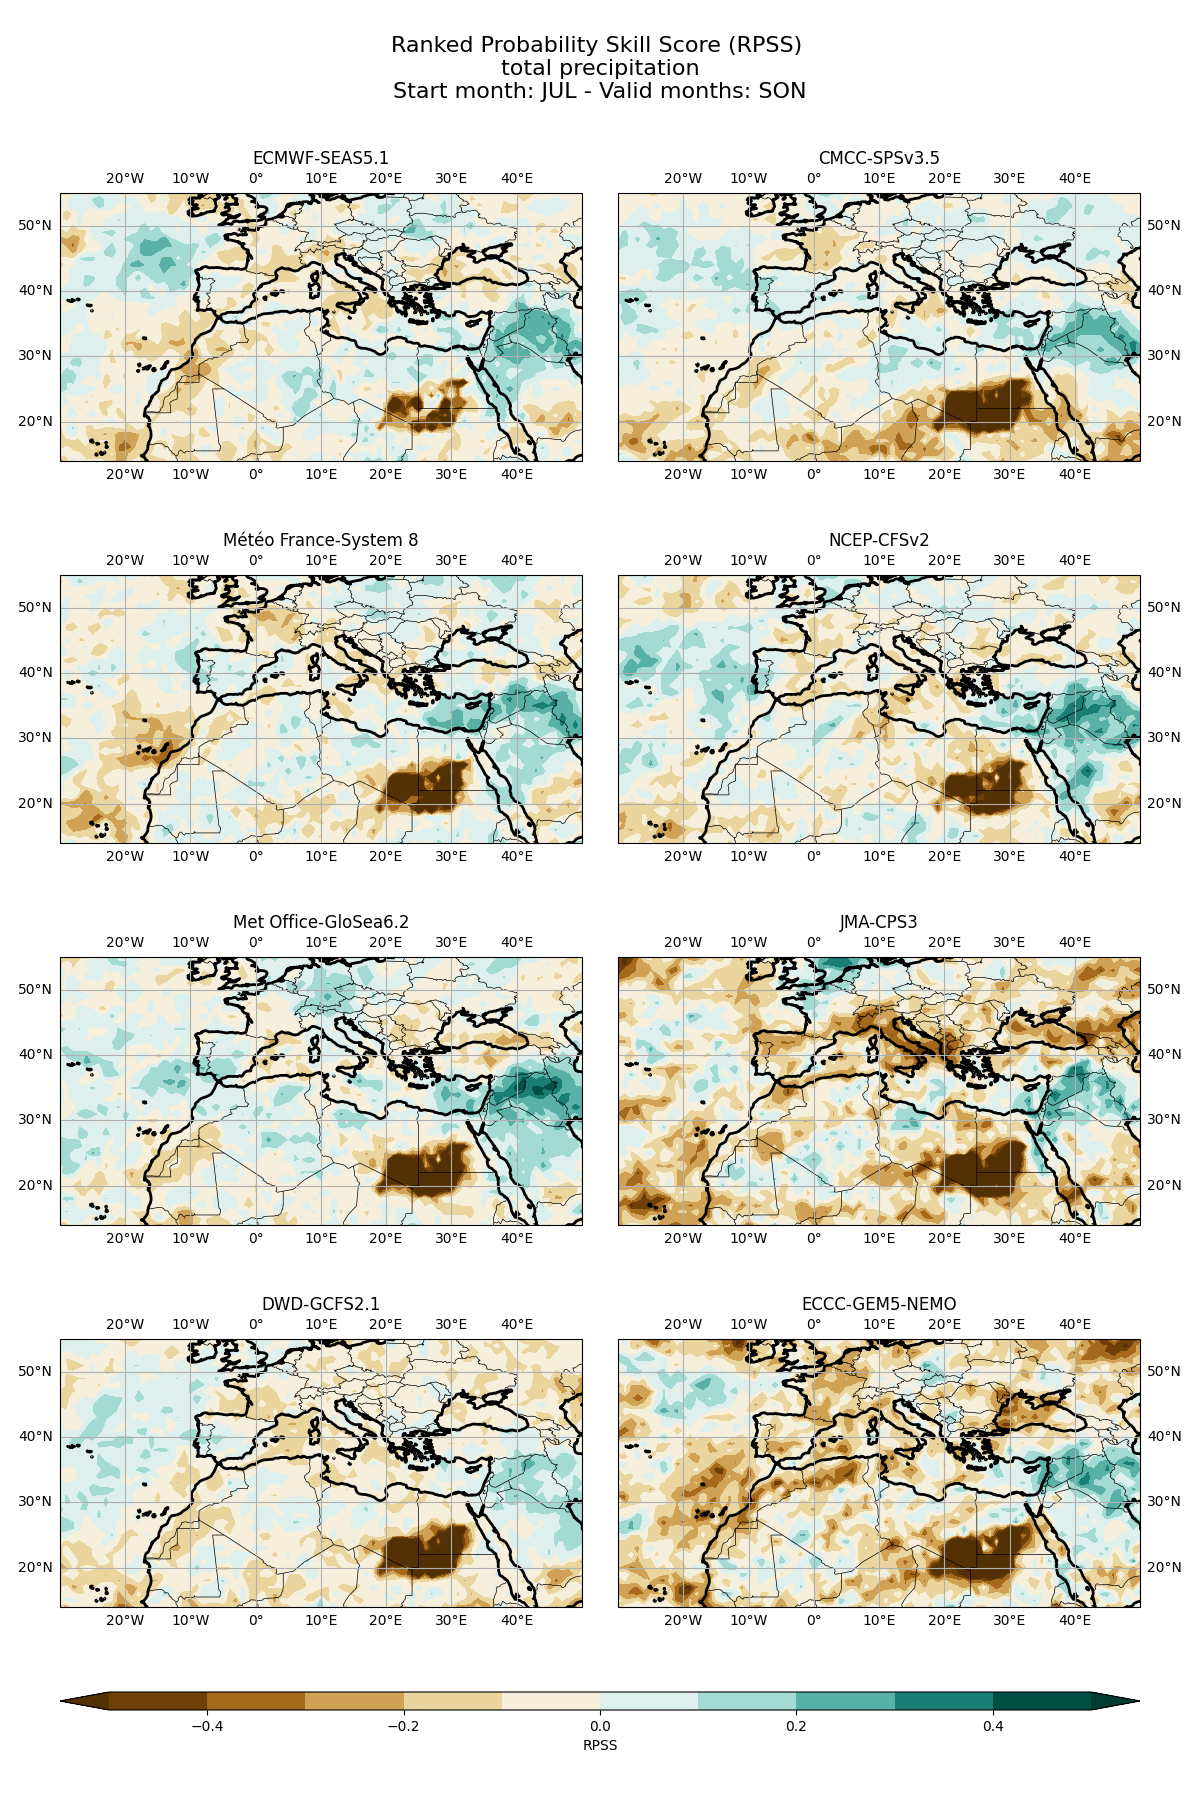 Ranked Probability Skill Score (RPSS)
total precipitation
Start month: JUL - Valid months: SON
ECMWF-SEAS5.1
20°W 10°W 0° 10°E 20°E 30°E 40°E
50°N
40°N
30°N
20°N
20°W 10°W 0° 10°E 20°E 30°E 40°E
CMCC-SPSv3.5
20°W 10°W 0° 10°E 20°E 30°E 40°E
50°N
40°N
30°N
20°N
20°W 10°W 0° 10°E 20°E 30°E 40°E
Météo France-System 8
20°W 10°W 0° 10°E 20°E 30°E 40°E
50°N
40°N
30°N
20°N
20°W 10°W 0° 10°E 20°E 30°E 40°E
NCEP-CFSv2
20°W 10°W 0° 10°E 20°E 30°E 40°E
50°N
40°N
30°N
20°N
20°W 10°W 0° 10°E 20°E 30°E 40°E
Met Office-GloSea6.2
20°W 10°W 0° 10°E 20°E 30°E 40°E
50°N
40°N
30°N
20°N
20°W 10°W 0° 10°E 20°E 30°E 40°E
JMA-CPS3
20°W 10°W 0° 10°E 20°E 30°E 40°E
50°N
40°N
30°N
20°N
20°W 10°W 0° 10°E 20°E 30°E 40°E
DWD-GCFS2.1
20°W 10°W 0° 10°E 20°E 30°E 40°E
50°N
40°N
30°N
20°N
20°W 10°W 0° 10°E 20°E 30°E 40°E
ECCC-GEM5-NEMO
20°W 10°W 0° 10°E 20°E 30°E 40°E
50°N
40°N
30°N
20°N
20°W 10°W 0° 10°E 20°E 30°E 40°E
−0.4 −0.2 0.0 0.2 0.4
RPSS